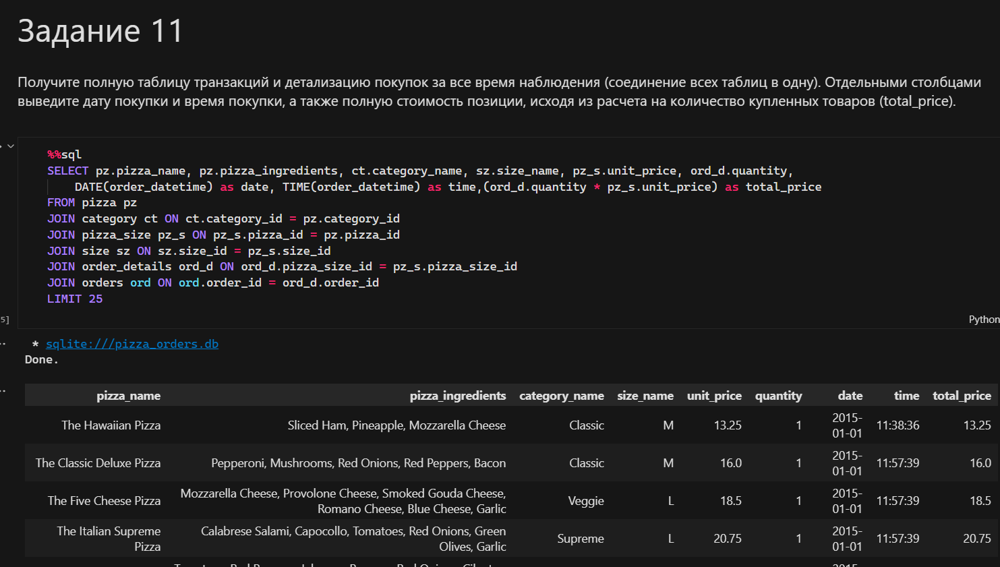 Задание 11
Получите полную таблицу транзакций и детализацию покупок за все время наблюдения (соединение всех таблиц в одну). Отдельными столбцами
выведите дату покупки и время покупки, а также полную стоимость позиции, исходя из расчета на количество купленных товаров (total_price).
%%sql
SELECT pz.pizza_name, pz.pizza_ingredients, ct.category_name, sz.size_name, pz_s.unit_price, ord_d.quantity,
DATE(order_datetime) as date, TIME(order_datetime) as time,(ord_d.quantity * pz_s.unit_price) as total_price
FROM pizza pz
JOIN category ct ON ct.category_id = pz.category_id
JOIN pizza_size pz_s ON pz_s.pizza_id = pz.pizza_id
JOIN size sz ON sz.size_id = pz_s.size_id
JOIN order_details ord_d ON ord_d.pizza_size_id = pz_s.pizza_size_id
JOIN orders ord ON ord.order_id = ord_d.order_id
LIMIT 25
5]
Python
* sqlite:///pizza_orders.db
Done.
pizza_name pizza_ingredients category_name size_name unit_price quantity date time total_price
The Hawaiian Pizza Sliced Ham, Pineapple, Mozzarella Cheese Classic M 13.25 1 2015-
01-01 11:38:36 13.25
The Classic Deluxe Pizza Pepperoni, Mushrooms, Red Onions, Red Peppers, Bacon Classic M 16.0 1 2015-
01-01 11:57:39 16.0
The Five Cheese Pizza Mozzarella Cheese, Provolone Cheese, Smoked Gouda Cheese,
Romano Cheese, Blue Cheese, Garlic Veggie L 18.5 1 2015-
01-01 11:57:39 18.5
The Italian Supreme
Pizza Calabrese Salami, Capocollo, Tomatoes, Red Onions, Green
Olives, Garlic Supreme L 20.75 1 2015-
01-01 11:57:39 20.75